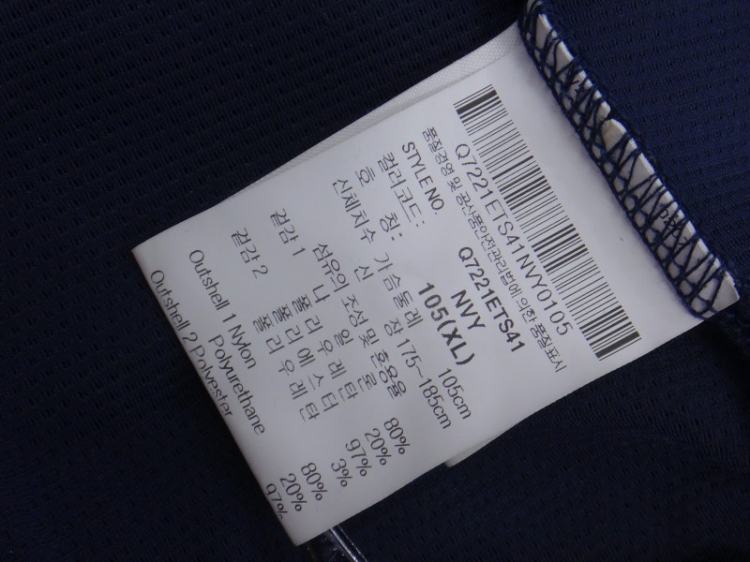 Q7221ETS41NVY0105
품질경영 및 공산품안전관리법에 의한 품질표시
STYLE NO. Q7221ETS41
컬러코드: NVY
호 칭: 105(XL)
신체치수 가슴둘레 105cm
신 장 175~185cm
섬유의 조성 및 혼용율
겉감 1 나 일 론 80%
폴리 우레탄 20%
겉감 2 폴리 에스터 97%
폴리 우레탄 3%
Outshell 1 Nylon 80%
Polyurethane 20%
Outshell 2 Polyester 97%